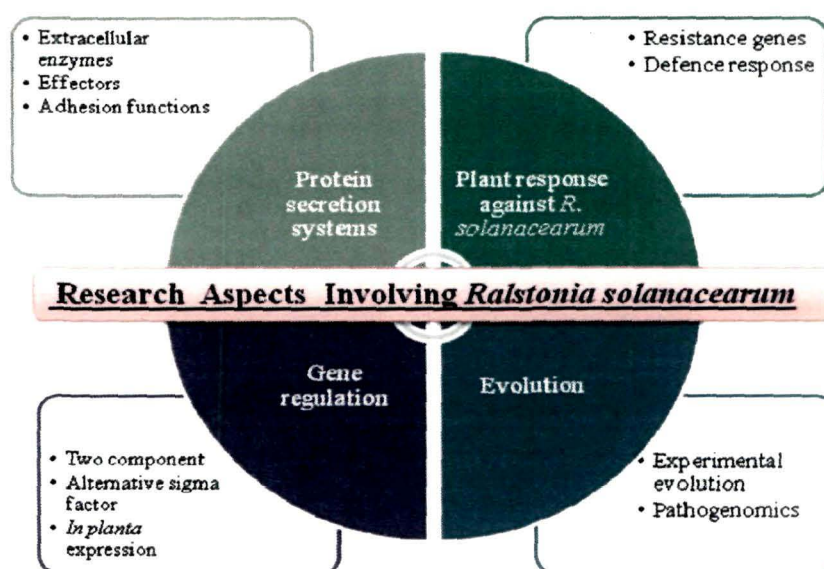 • Extracellular
enzymes
• Effectors
• Adhesion functions
• Resistance genes
• Defence response
Protein
secretion
systems
Plant response
against R.
solanacearum
Research Aspects Involving Ralstonia solanacearum
Gene
regulation
Evolution
• Two component
• Alternative sigma
factor
• In planta
expression
• Experimental
evolution
• Pathogenomics